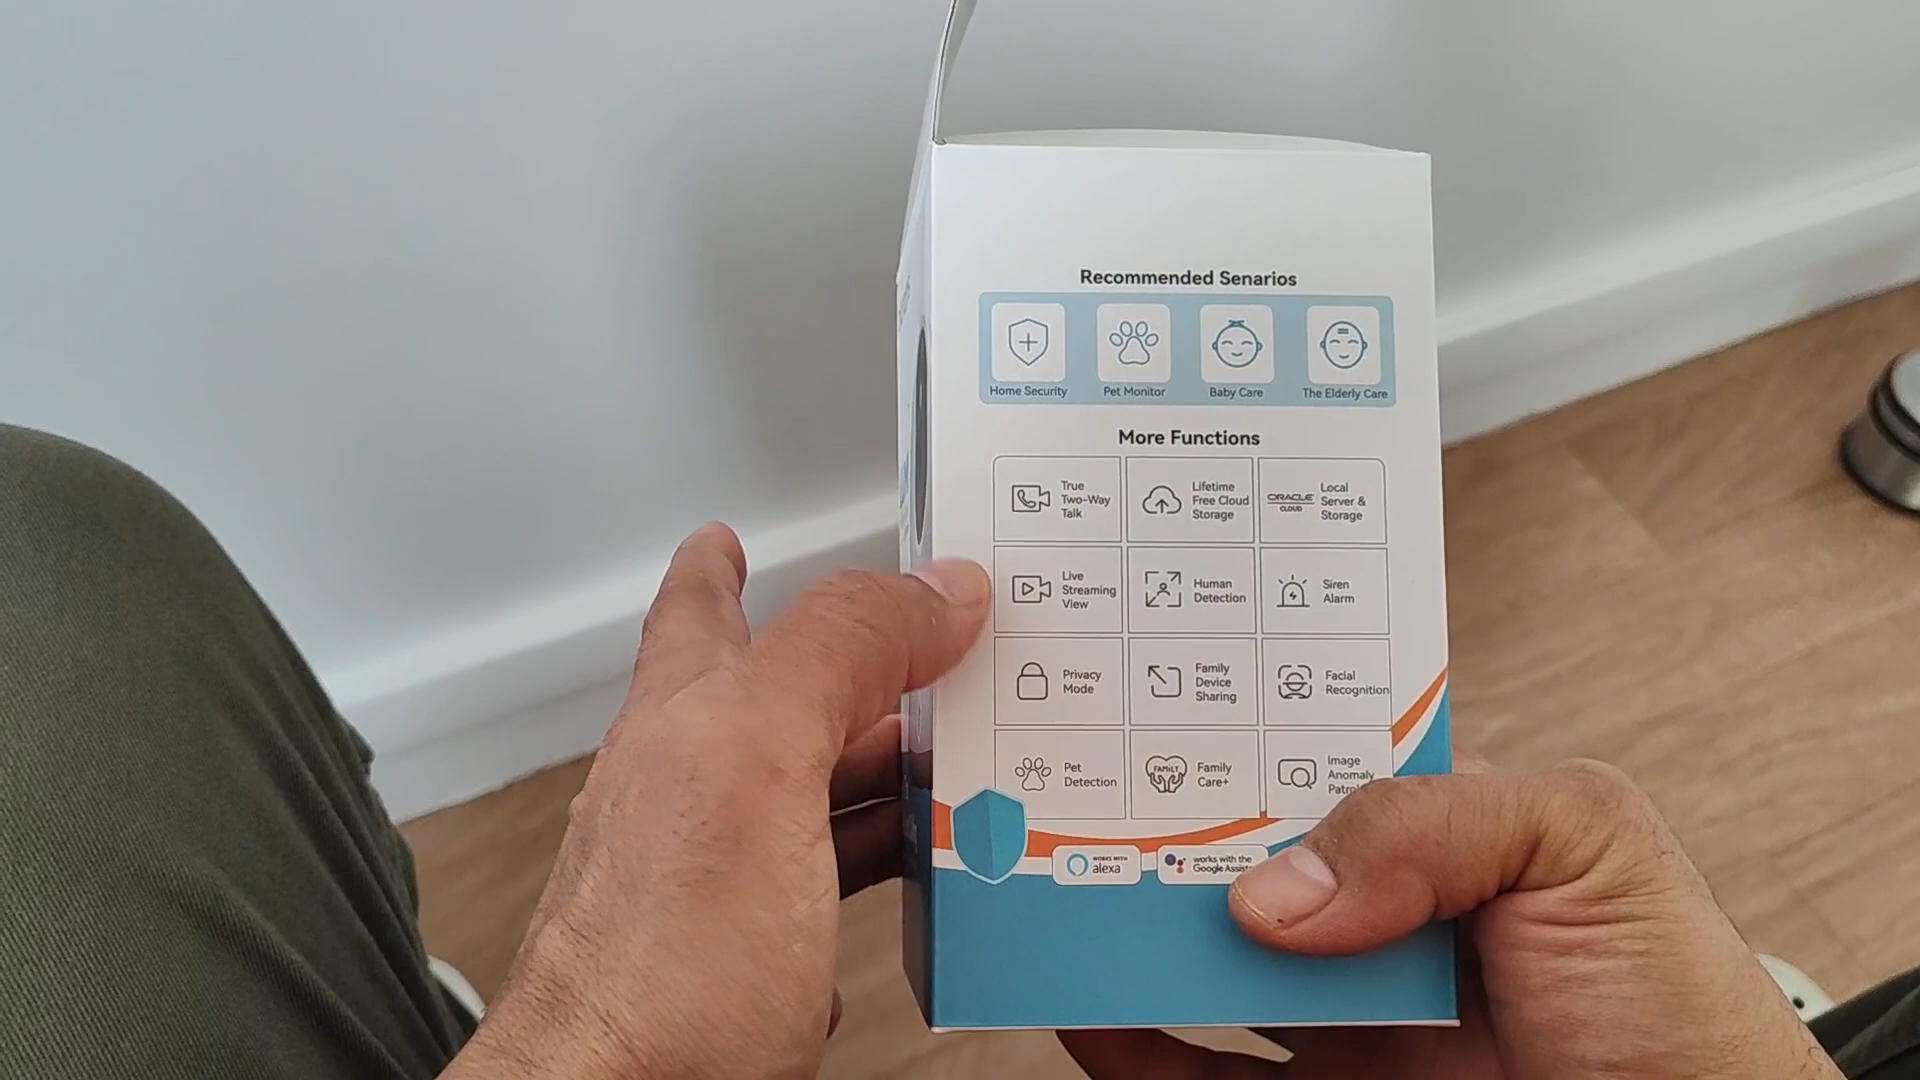 Recommended Senarios
Home Security
Pet Monitor
Baby Care
The Elderly Care
More Functions
True
Two-Way
Talk
Lifetime
Free Cloud
Storage
ORACLE
CLOUD
Local
Server &
Storage
Live
Streaming
View
Human
Detection
Siren
Alarm
Privacy
Mode
Family
Device
Sharing
Facial
Recognition
Pet
Detection
FAMILY
Family
Care+
Image
Anomaly
WORKS WITH
alexa
works with the
Google